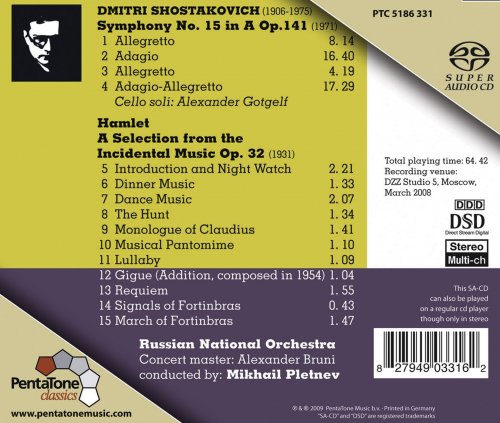 DMITRI SHOSTAKOVICH (1906-1975)
Symphony No. 15 in A Op.141 (1971)
1 Allegretto 8. 14
2 Adagio 16. 40
3 Allegretto 4. 19
4 Adagio-Allegretto 17. 29
Cello soli: Alexander Gotgelf
Hamlet
A Selection from the
Incidental Music Op. 32 (1931)
5 Introduction and Night Watch 2. 21
6 Dinner Music 1. 33
7 Dance Music 2. 07
8 The Hunt 1. 34
9 Monologue of Claudius 1. 41
10 Musical Pantomime 1. 10
11 Lullaby 1. 09
12 Gigue (Addition, composed in 1954) 1. 04
13 Requiem 1. 55
14 Signals of Fortinbras 0. 43
15 March of Fortinbras 1. 47
Russian National Orchestra
Concert master: Alexander Bruni
conducted by: Mikhail Pletnev
PentaTone
classics
www.pentatonemusic.com
PTC 5186 331
SUPER
AUDIO CD
Total playing time: 64. 42
Recording venue:
DZZ Studio 5, Moscow,
March 2008
DDD
DSD
Direct Stream Digital
Stereo
Multi-ch
This SA-CD
can also be played
on a regular cd player
though only in stereo
8 27949 03316 2
℗ & © 2009 PentaTone Music b.v. - Printed in Germany
"SA-CD" and "DSD" are registered trademarks